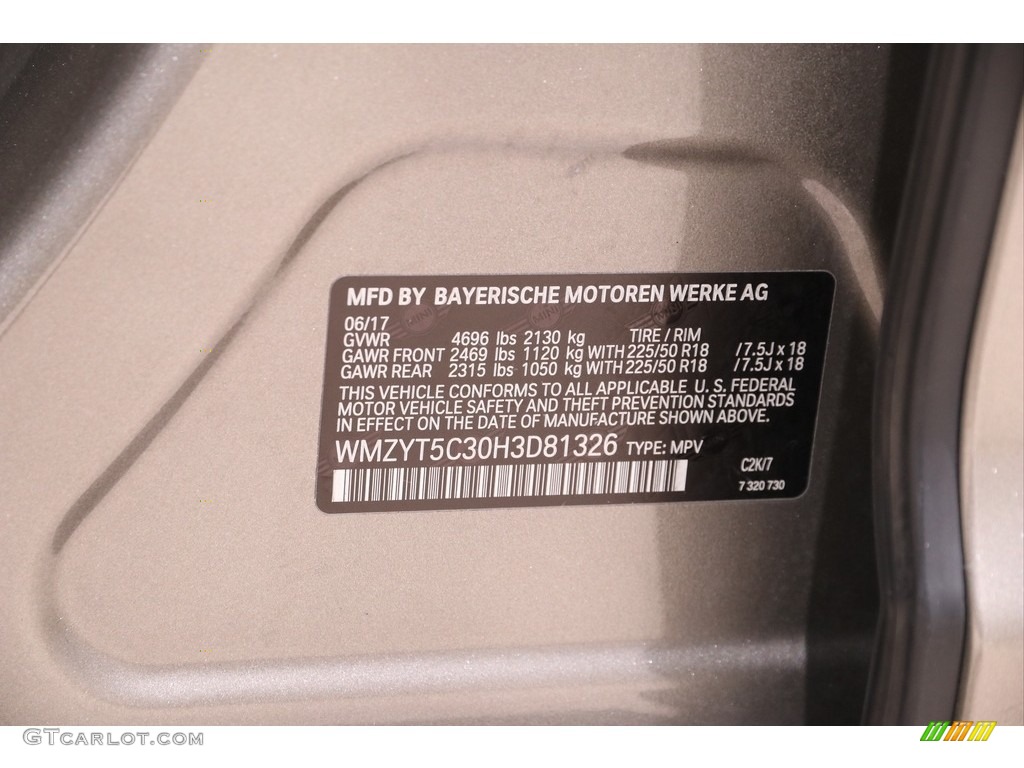 MFD BY BAYERISCHE MOTOREN WERKE AG
06/17
GVWR 4696 lbs 2130 kg TIRE / RIM
GAWR FRONT 2469 lbs 1120 kg WITH 225/50 R18 / 7.5J x 18
GAWR REAR 2315 lbs 1050 kg WITH 225/50 R18 / 7.5J x 18
THIS VEHICLE CONFORMS TO ALL APPLICABLE U. S. FEDERAL
MOTOR VEHICLE SAFETY AND THEFT PREVENTION STANDARDS
IN EFFECT ON THE DATE OF MANUFACTURE SHOWN ABOVE.
WMZYT5C30H3D81326 TYPE: MPV
C2K/7
7 320 730
GTCARLOT.COM